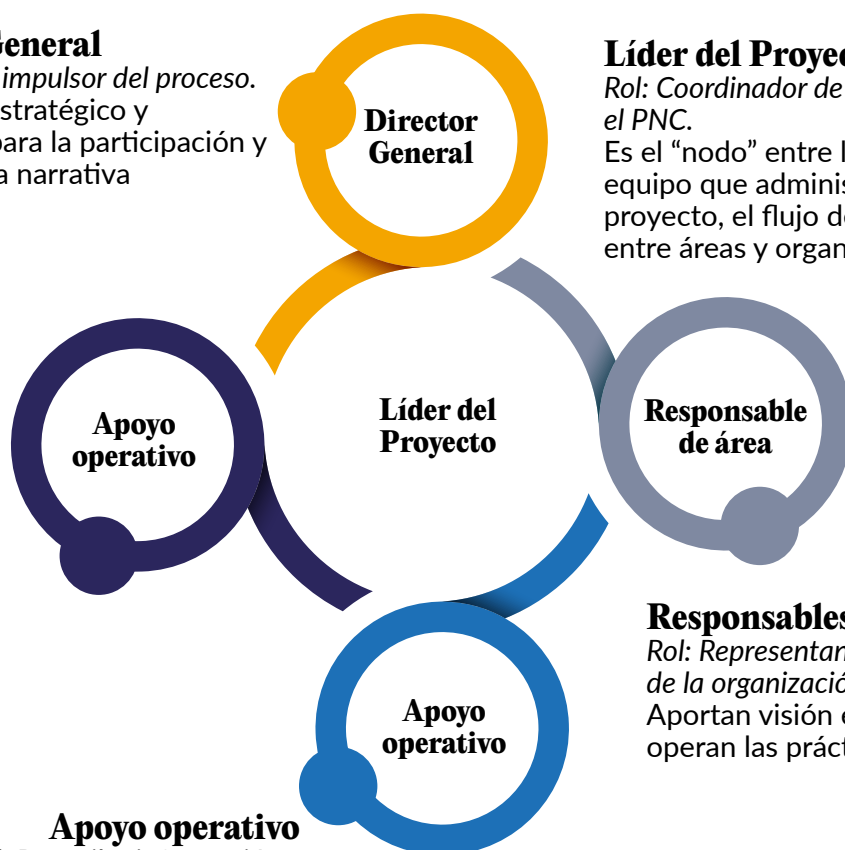 General
impulsor del proceso.
stratégico y
para la participación y
a narrativa
Director
General
Líder del Proyec
Rol: Coordinador de
el PNC.
Es el “nodo” entre l
equipo que adminis
proyecto, el flujo d
entre áreas y organ
Apoyo
operativo
Líder del
Proyecto
Responsable
de área
Responsables
Rol: Representan
de la organizació
Aportan visión e
operan las práct
Apoyo
operativo
Apoyo operativo